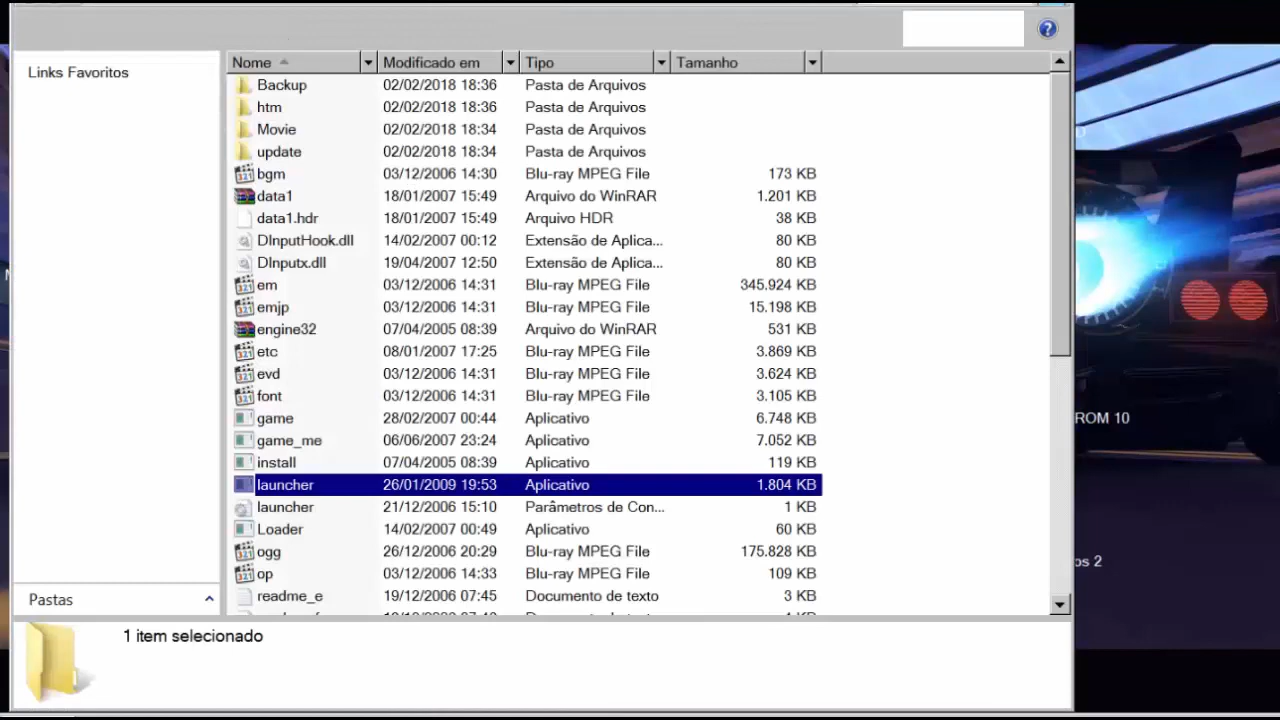 Links Favoritos
Nome Modificado em Tipo Tamanho
Backup 02/02/2018 18:36 Pasta de Arquivos
htm 02/02/2018 18:36 Pasta de Arquivos
Movie 02/02/2018 18:34 Pasta de Arquivos
update 02/02/2018 18:34 Pasta de Arquivos
bgm 03/12/2006 14:30 Blu-ray MPEG File 173 KB
data1 18/01/2007 15:49 Arquivo do WinRAR 1.201 KB
data1.hdr 18/01/2007 15:49 Arquivo HDR 38 KB
DInputHook.dll 14/02/2007 00:12 Extensão de Aplica... 80 KB
DInputx.dll 19/04/2007 12:50 Extensão de Aplica... 80 KB
em 03/12/2006 14:31 Blu-ray MPEG File 345.924 KB
emjp 03/12/2006 14:31 Blu-ray MPEG File 15.198 KB
engine32 07/04/2005 08:39 Arquivo do WinRAR 531 KB
etc 08/01/2007 17:25 Blu-ray MPEG File 3.869 KB
evd 03/12/2006 14:31 Blu-ray MPEG File 3.624 KB
font 03/12/2006 14:31 Blu-ray MPEG File 3.105 KB
game 28/02/2007 00:44 Aplicativo 6.748 KB
game_me 06/06/2007 23:24 Aplicativo 7.052 KB
install 07/04/2005 08:39 Aplicativo 119 KB
launcher 26/01/2009 19:53 Aplicativo 1.804 KB
launcher 21/12/2006 15:10 Parâmetros de Con... 1 KB
Loader 14/02/2007 00:49 Aplicativo 60 KB
ogg 26/12/2006 20:29 Blu-ray MPEG File 175.828 KB
op 03/12/2006 14:33 Blu-ray MPEG File 109 KB
readme_e 19/12/2006 07:45 Documento de texto 3 KB
Pastas
1 item selecionado
ROM 10
os 2